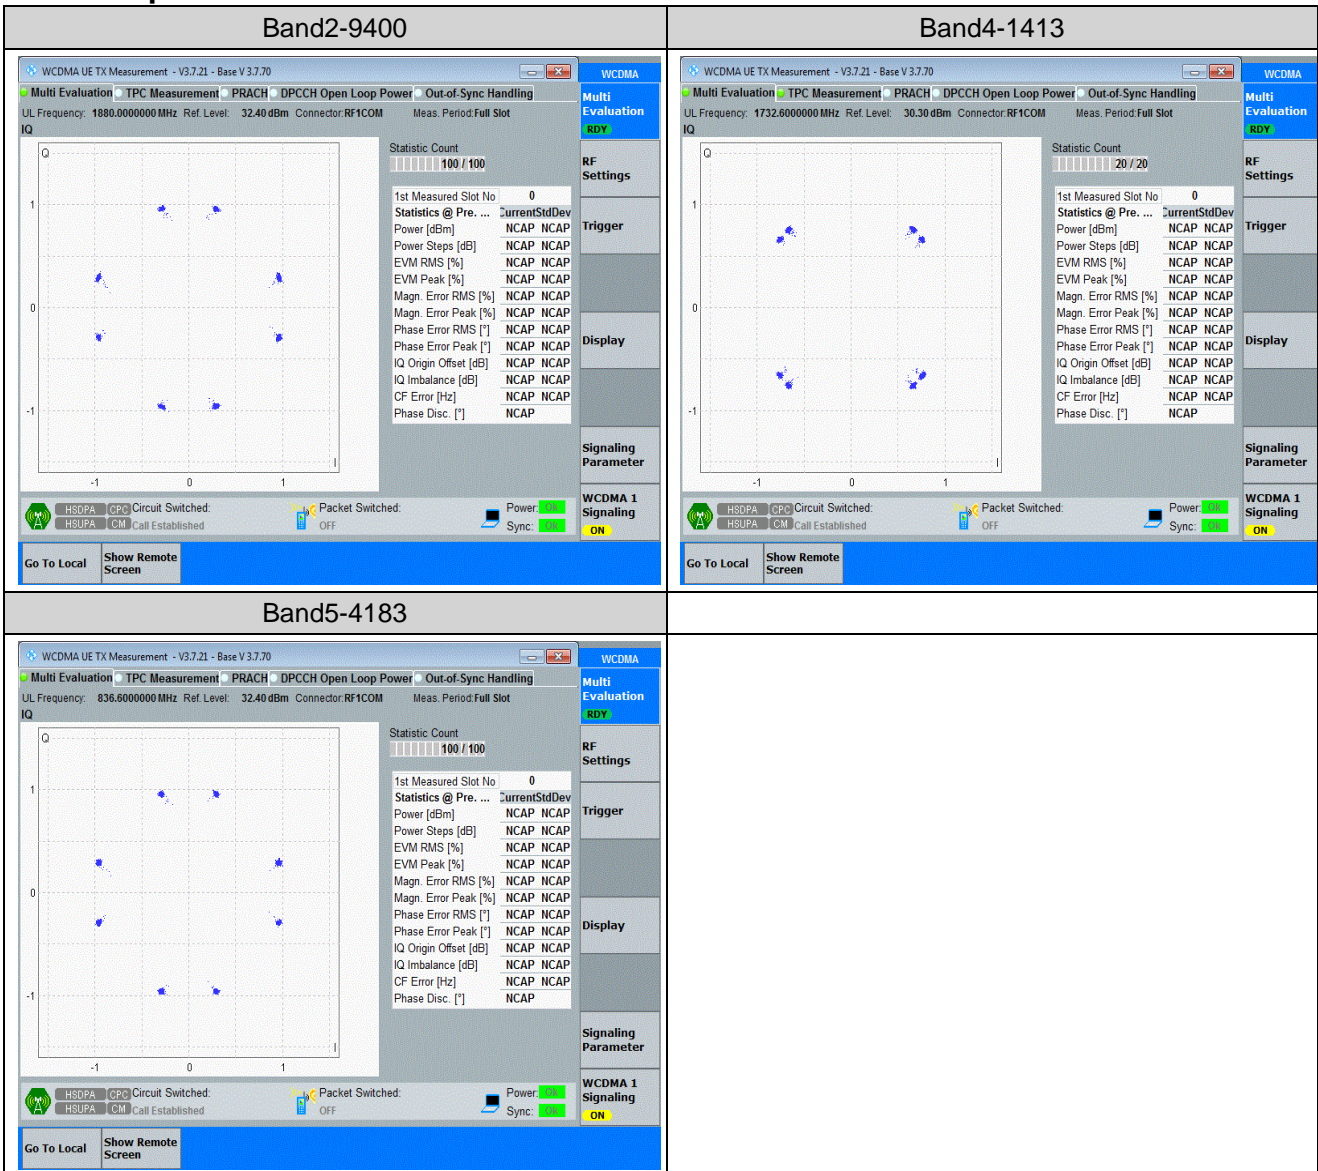 Band2-9400
Band4-1413
WCDMA UE TX Measurement - V3.7.21 - Base V 3.7.70
WCDMA
Multi Evaluation TPC Measurement PRACH DPCCH Open Loop Power Out-of-Sync Handling
Multi Evaluation
RDY
UL Frequency: 1880.0000000 MHz Ref. Level: 32.40 dBm Connector:RF1COM Meas. Period:Full Slot
IQ
Q
1
0
-1
-1 0 1
I
Statistic Count
100 / 100
1st Measured Slot No 0
Statistics @ Pre. ... CurrentStdDev
Power [dBm] NCAP NCAP
Power Steps [dB] NCAP NCAP
EVM RMS [%] NCAP NCAP
EVM Peak [%] NCAP NCAP
Magn. Error RMS [%] NCAP NCAP
Magn. Error Peak [%] NCAP NCAP
Phase Error RMS [°] NCAP NCAP
Phase Error Peak [°] NCAP NCAP
IQ Origin Offset [dB] NCAP NCAP
IQ Imbalance [dB] NCAP NCAP
CF Error [Hz] NCAP NCAP
Phase Disc. [°] NCAP
RF Settings
Trigger
Display
Signaling Parameter
WCDMA 1 Signaling
ON
HSDPA CPC Circuit Switched: Packet Switched: Power: Ok
HSUPA CM Call Established OFF Sync: Ok
Go To Local Show Remote Screen
WCDMA UE TX Measurement - V3.7.21 - Base V 3.7.70
WCDMA
Multi Evaluation TPC Measurement PRACH DPCCH Open Loop Power Out-of-Sync Handling
Multi Evaluation
RDY
UL Frequency: 1732.6000000 MHz Ref. Level: 30.30 dBm Connector:RF1COM Meas. Period:Full Slot
IQ
Q
1
0
-1
-1 0 1
I
Statistic Count
20 / 20
1st Measured Slot No 0
Statistics @ Pre. ... CurrentStdDev
Power [dBm] NCAP NCAP
Power Steps [dB] NCAP NCAP
EVM RMS [%] NCAP NCAP
EVM Peak [%] NCAP NCAP
Magn. Error RMS [%] NCAP NCAP
Magn. Error Peak [%] NCAP NCAP
Phase Error RMS [°] NCAP NCAP
Phase Error Peak [°] NCAP NCAP
IQ Origin Offset [dB] NCAP NCAP
IQ Imbalance [dB] NCAP NCAP
CF Error [Hz] NCAP NCAP
Phase Disc. [°] NCAP
RF Settings
Trigger
Display
Signaling Parameter
WCDMA 1 Signaling
ON
HSDPA CPC Circuit Switched: Packet Switched: Power: Ok
HSUPA CM Call Established OFF Sync: Ok
Go To Local Show Remote Screen
Band5-4183
WCDMA UE TX Measurement - V3.7.21 - Base V 3.7.70
WCDMA
Multi Evaluation TPC Measurement PRACH DPCCH Open Loop Power Out-of-Sync Handling
Multi Evaluation
RDY
UL Frequency: 836.6000000 MHz Ref. Level: 32.40 dBm Connector:RF1COM Meas. Period:Full Slot
IQ
Q
1
0
-1
-1 0 1
I
Statistic Count
100 / 100
1st Measured Slot No 0
Statistics @ Pre. ... CurrentStdDev
Power [dBm] NCAP NCAP
Power Steps [dB] NCAP NCAP
EVM RMS [%] NCAP NCAP
EVM Peak [%] NCAP NCAP
Magn. Error RMS [%] NCAP NCAP
Magn. Error Peak [%] NCAP NCAP
Phase Error RMS [°] NCAP NCAP
Phase Error Peak [°] NCAP NCAP
IQ Origin Offset [dB] NCAP NCAP
IQ Imbalance [dB] NCAP NCAP
CF Error [Hz] NCAP NCAP
Phase Disc. [°] NCAP
RF Settings
Trigger
Display
Signaling Parameter
WCDMA 1 Signaling
ON
HSDPA CPC Circuit Switched: Packet Switched: Power: Ok
HSUPA CM Call Established OFF Sync: Ok
Go To Local Show Remote Screen